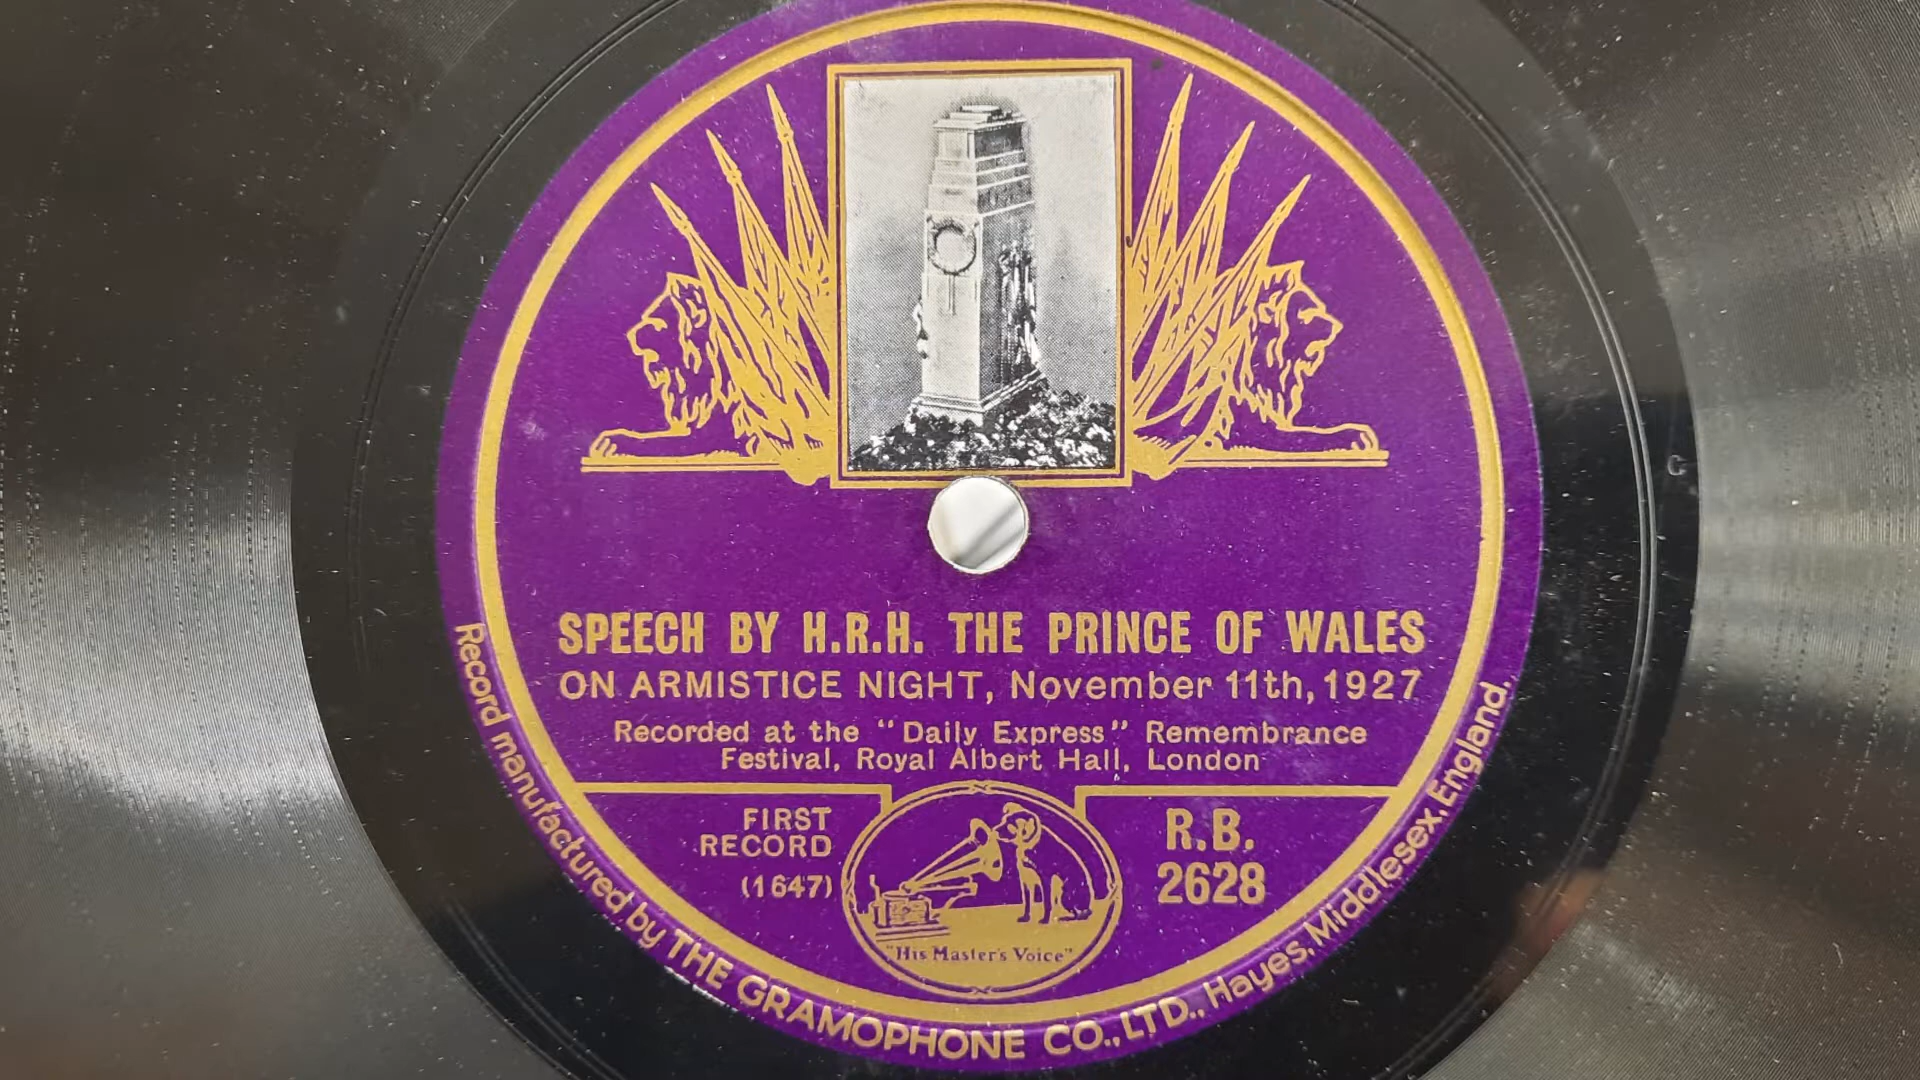 SPEECH BY H.R.H. THE PRINCE OF WALES
ON ARMISTICE NIGHT, November 11th, 1927
Recorded at the "Daily Express" Remembrance
Festival, Royal Albert Hall, London
FIRST
RECORD
(1647)
"His Master's Voice"
R.B.
2628
Record manufactured by THE GRAMOPHONE CO., LTD., Hayes, Middlesex, England.